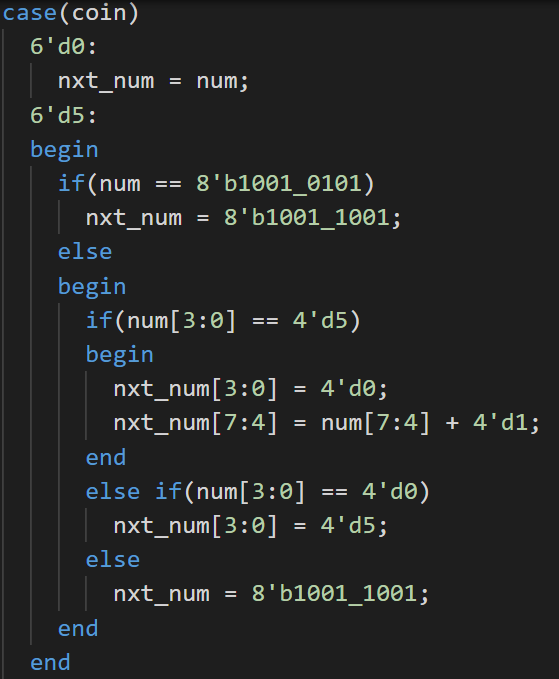 case(coin)
6'd0:
nxt_num = num;
6'd5:
begin
if(num == 8'b1001_0101)
nxt_num = 8'b1001_1001;
else
begin
if(num[3:0] == 4'd5)
begin
nxt_num[3:0] = 4'd0;
nxt_num[7:4] = num[7:4] + 4'd1;
end
else if(num[3:0] == 4'd0)
nxt_num[3:0] = 4'd5;
else
nxt_num = 8'b1001_1001;
end
end